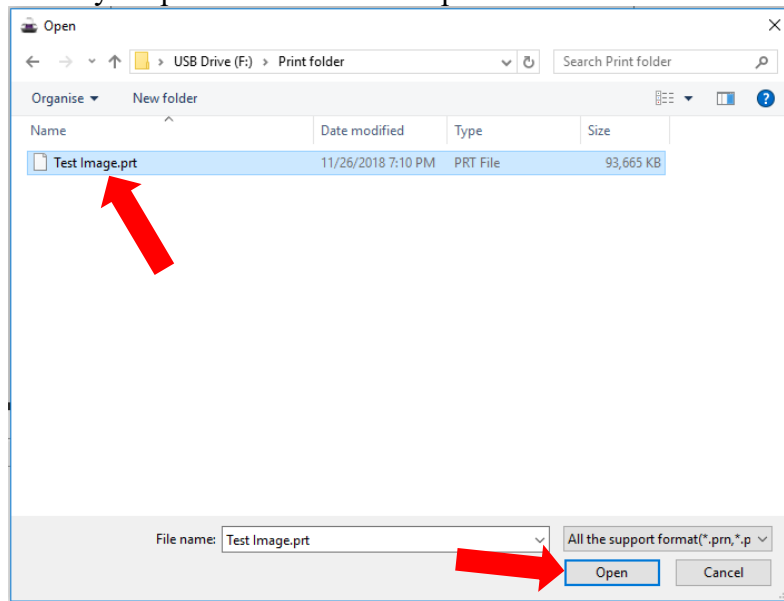 Open
USB Drive (F:) > Print folder
Search Print folder
Organise
New folder
Name Date modified Type Size
Test Image.prt 11/26/2018 7:10 PM PRT File 93,665 KB
File name: Test Image.prt All the support format(*.prn,*.p
Open Cancel